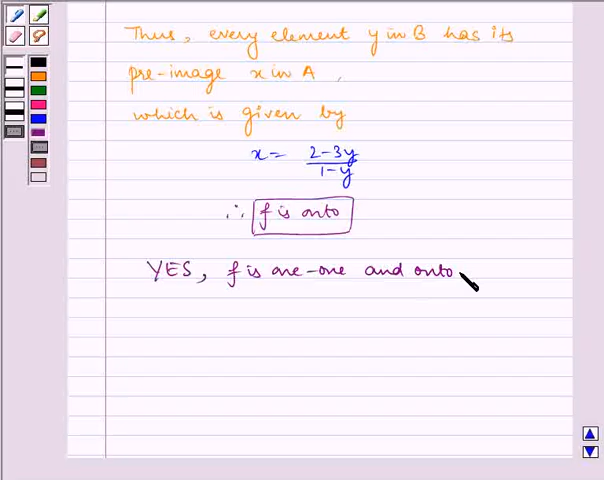 Thus, every element y in B has its
pre-image x in A,
which is given by
x = 2-3y / 1-y
∴ f is onto
YES, f is one-one and onto